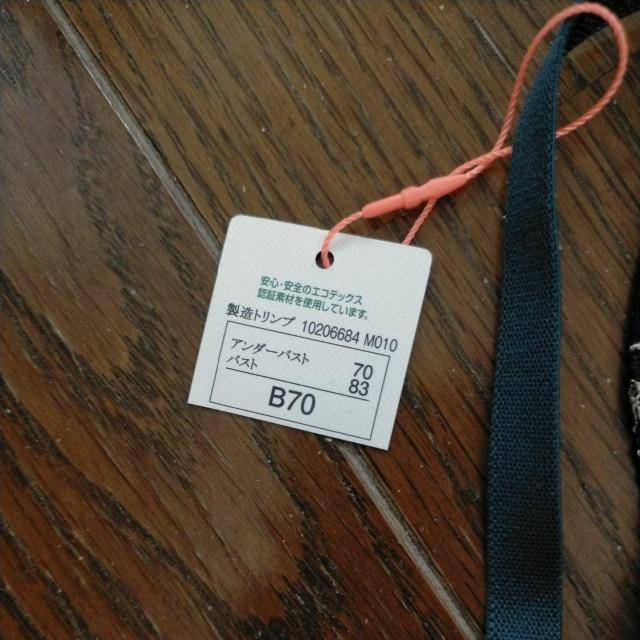 安心・安全のエコテックス
認証素材を使用しています。
製造トリンプ 10206684 M010
アンダーバスト 70
バスト 83
B70